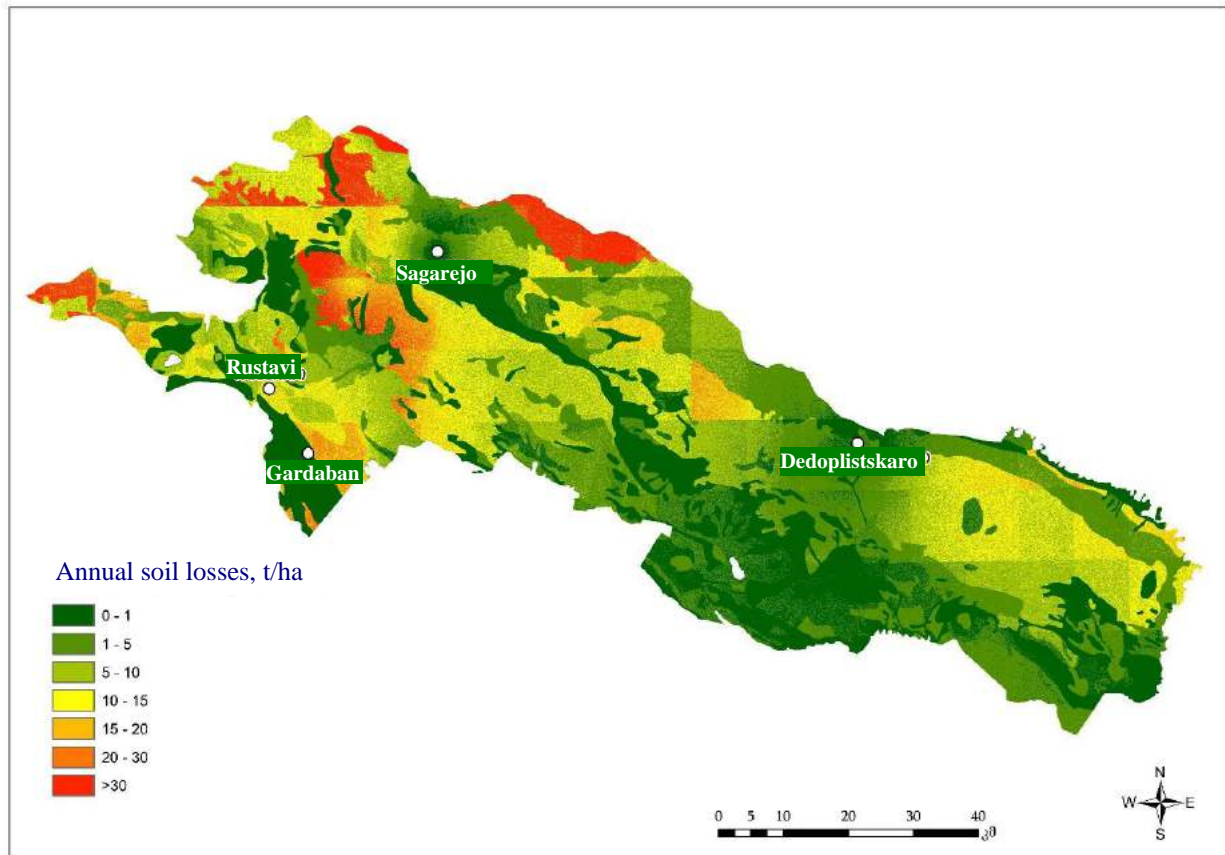 Sagarejo
Rustavi
Dedoplistskaro
Gardaban
Annual soil losses, t/ha
0 - 1
1 - 5
5 - 10
10 - 15
15 - 20
20 - 30
>30
N
W E
S
0 5 10 20 30 40